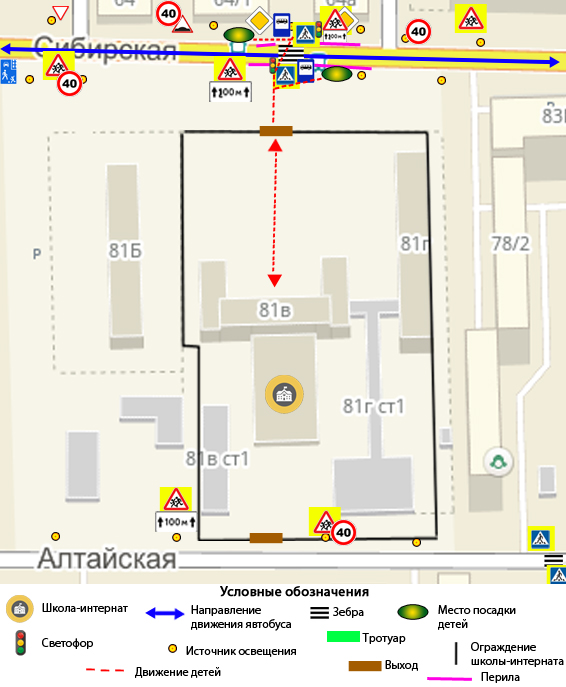 64
64/1
64а
40
40
Сибирская
100м
40
200м
83
Р
81Б
81г
78/2
81в
81г ст1
81в ст1
100м
40
Алтайская
Условные обозначения
Школа-интернат
Направление
движения автобуса
Зебра
Место посадки
детей
Светофор
Источник освещения
Тротуар
Ограждение
школы-интерната
Движение детей
Выход
Перила